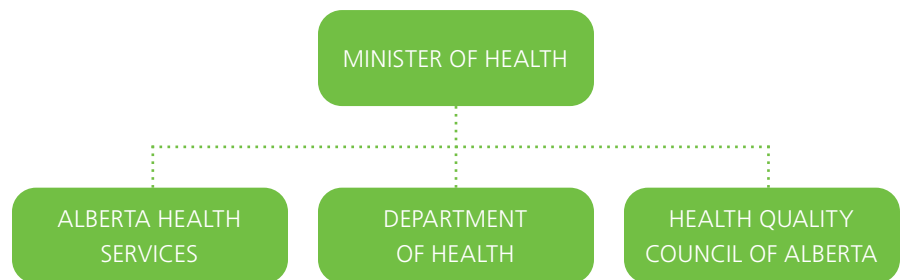 MINISTER OF HEALTH
ALBERTA HEALTH
SERVICES
DEPARTMENT
OF HEALTH
HEALTH QUALITY
COUNCIL OF ALBERTA